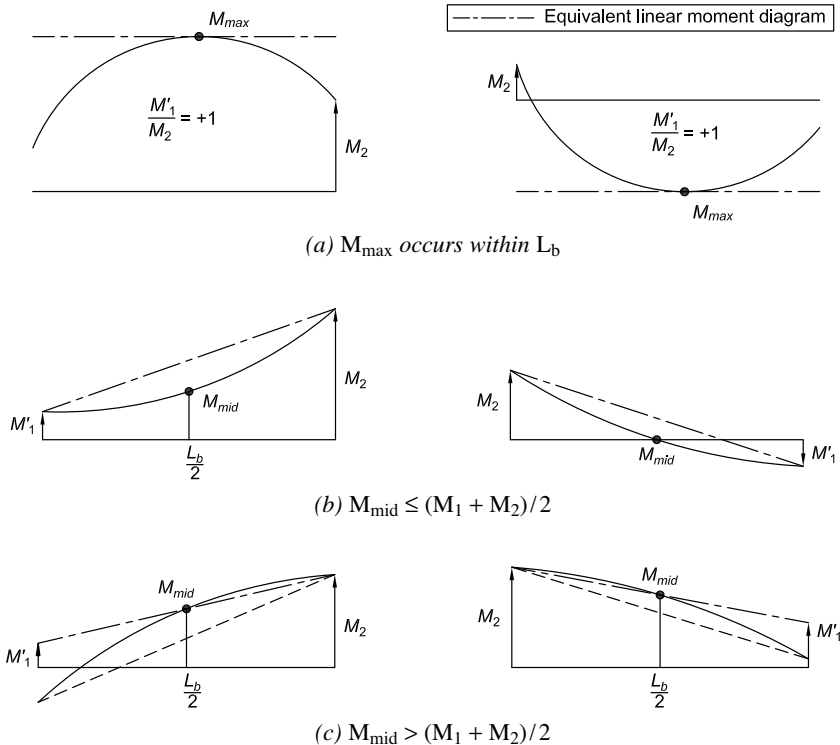 M_max
Equivalent linear moment diagram
M'_1 / M_2 = +1
M_2
M_2
M'_1 / M_2 = +1
M_max
(a) M_max occurs within L_b
M'_1
M_mid
L_b / 2
M_2
M_2
M_mid
M'_1
(b) M_mid ≤ (M_1 + M_2)/2
M_mid
M'_1
L_b / 2
M_2
M_2
M_mid
L_b / 2
M'_1
(c) M_mid > (M_1 + M_2)/2